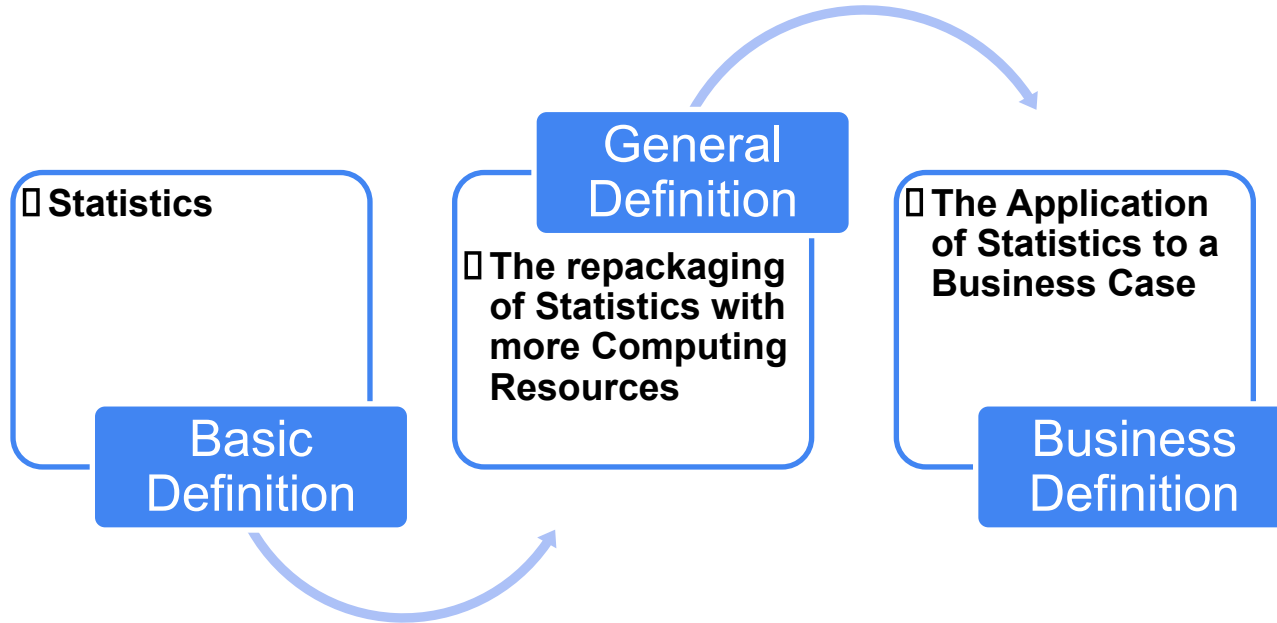 ▯ Statistics
Basic
Definition
General
Definition
▯ The repackaging
of Statistics with
more Computing
Resources
▯ The Application
of Statistics to a
Business Case
Business
Definition